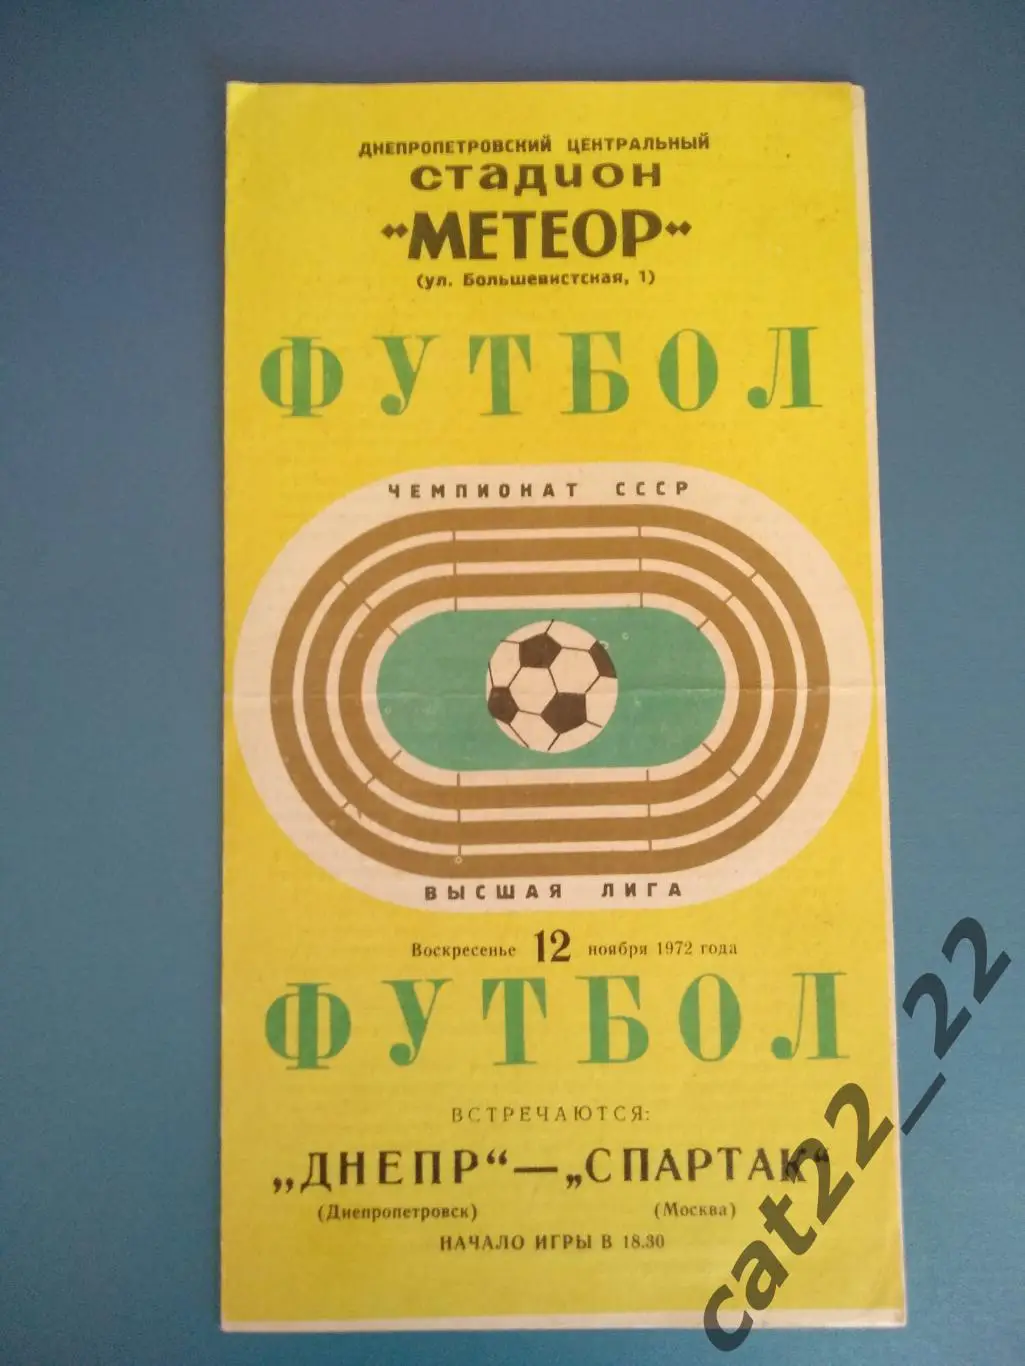 ДНЕПРОПЕТРОВСКИЙ ЦЕНТРАЛЬНЫЙ
стадион
"МЕТЕОР"
(ул. Большевистская, 1)
ФУТБОЛ
ЧЕМПИОНАТ СССР
ВЫСШАЯ ЛИГА
Воскресенье 12 ноября 1972 года
ФУТБОЛ
ВСТРЕЧАЮТСЯ:
„ДНЕПР“—„СПАРТАК“
(Днепропетровск) (Москва)
НАЧАЛО ИГРЫ В 18.30
cat22_22